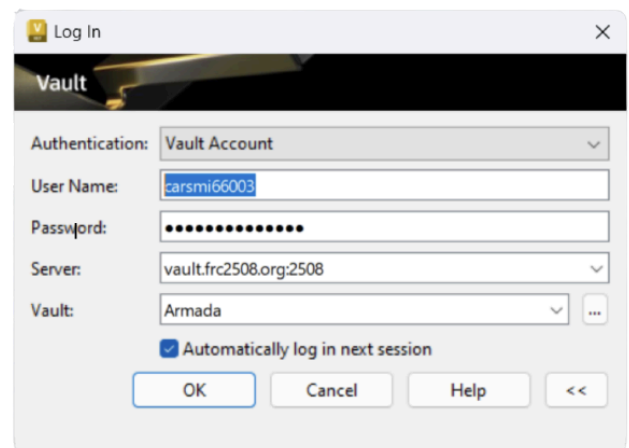 Log In
Vault
Authentication: Vault Account
User Name: carsmi66003
Password: ••••••••••••••
Server: vault.frc2508.org:2508
Vault: Armada ...
Automatically log in next session
OK Cancel Help <<